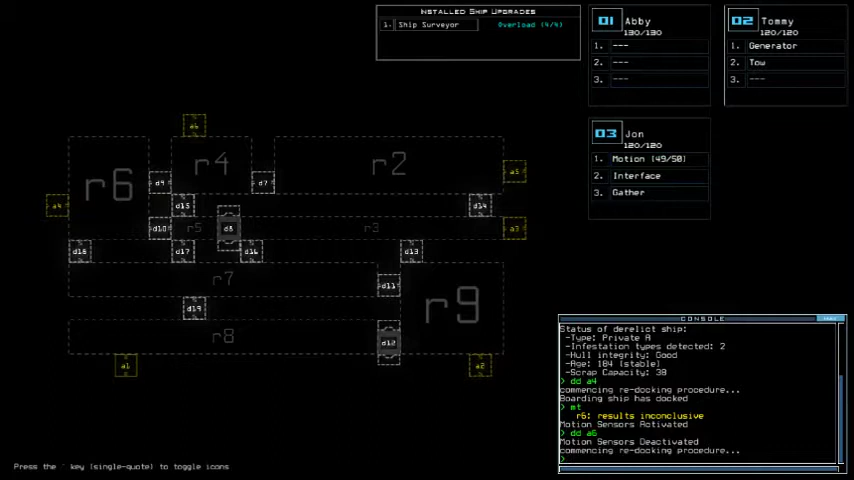 INSTALLED SHIP UPGRADES
1. Ship Surveyor Overload (4/4)
01 Abby
130/130
1. ---
2. ---
3. ---
02 Tommy
120/120
1. Generator
2. Tow
3. ---
03 Jon
120/120
1. Motion (49/50)
2. Interface
3. Gather
a6
r6
r4
r2
d9
d7
a5
a4
d15
d14
d10
r5
d8
r3
a3
d18
d17
d16
d13
r7
d11
r9
d19
r8
d12
a1
a2
CONSOLE
Status of derelict ship:
-Type: Private A
-Infestation types detected: 2
-Hull integrity: Good
-Age: 184 (stable)
-Scrap Capacity: 38
> dd a4
commencing re-docking procedure...
Boarding ship has docked
> mt
r6: results inconclusive
Motion Sensors Activated
> dd a6
Motion Sensors Deactivated
commencing re-docking procedure...
>
Press the ` key (single-quote) to toggle icons